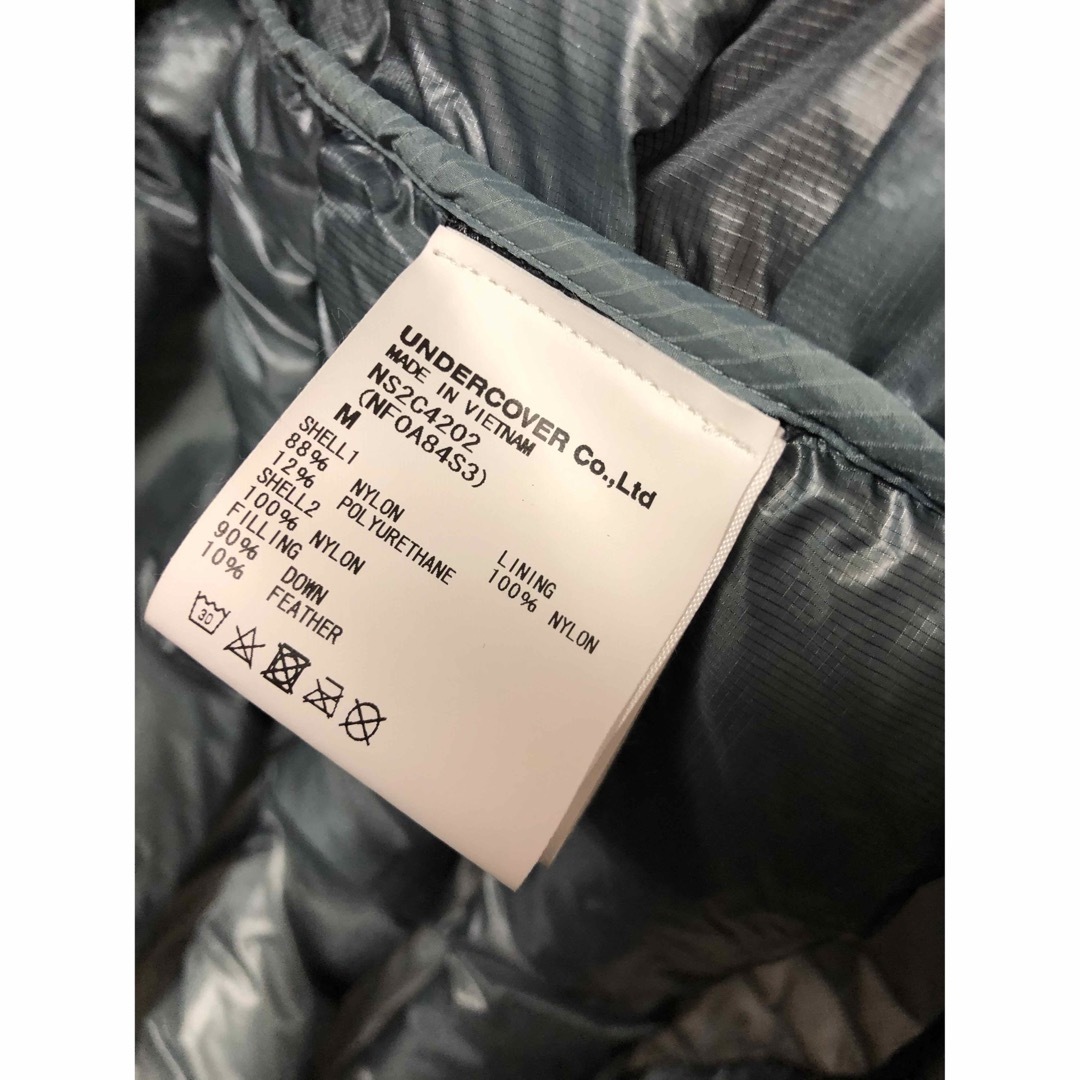 UNDERCOVER Co.,Ltd
MADE IN VIETNAM
NS2C4202
(NF0A84S3)
M
SHELL1
88% NYLON
12% POLYURETHANE
SHELL2
100% NYLON
FILLING
90% DOWN
10% FEATHER
LINING
100% NYLON
30